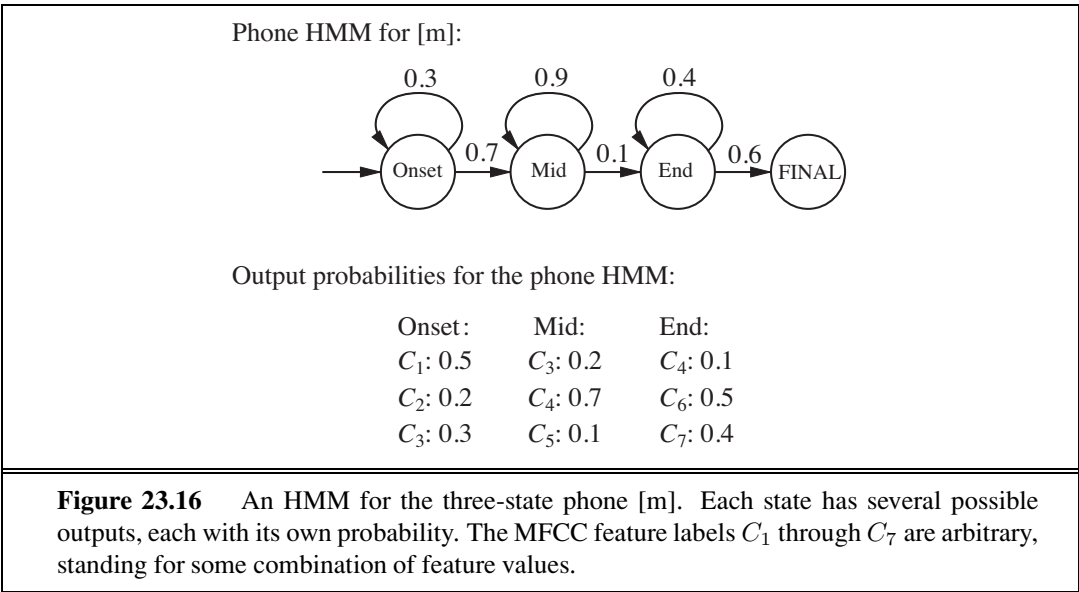 Phone HMM for [m]:
0.3 0.9 0.4
Onset 0.7 Mid 0.1 End 0.6 FINAL
Output probabilities for the phone HMM:
Onset: Mid: End:
C₁: 0.5 C₃: 0.2 C₄: 0.1
C₂: 0.2 C₄: 0.7 C₆: 0.5
C₃: 0.3 C₅: 0.1 C₇: 0.4
Figure 23.16 An HMM for the three-state phone [m]. Each state has several possible
outputs, each with its own probability. The MFCC feature labels C₁ through C₇ are arbitrary,
standing for some combination of feature values.